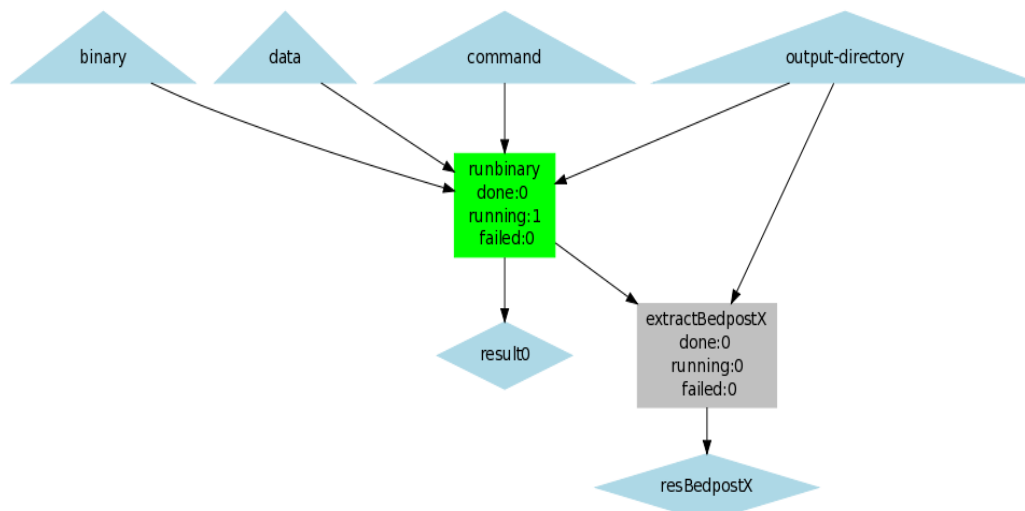 binary
data
command
output-directory
runbinary
done:0
running:1
failed:0
extractBedpostX
done:0
running:0
failed:0
result0
resBedpostX